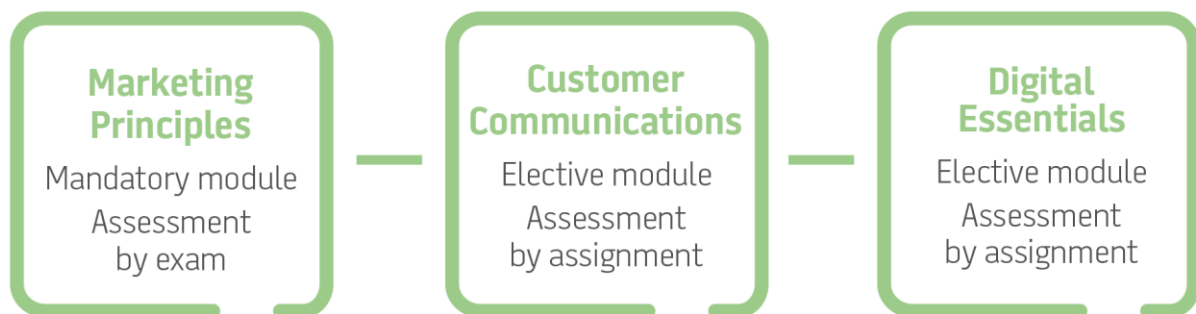 Marketing
Principles
Mandatory module
Assessment
by exam
Customer
Communications
Elective module
Assessment
by assignment
Digital
Essentials
Elective module
Assessment
by assignment